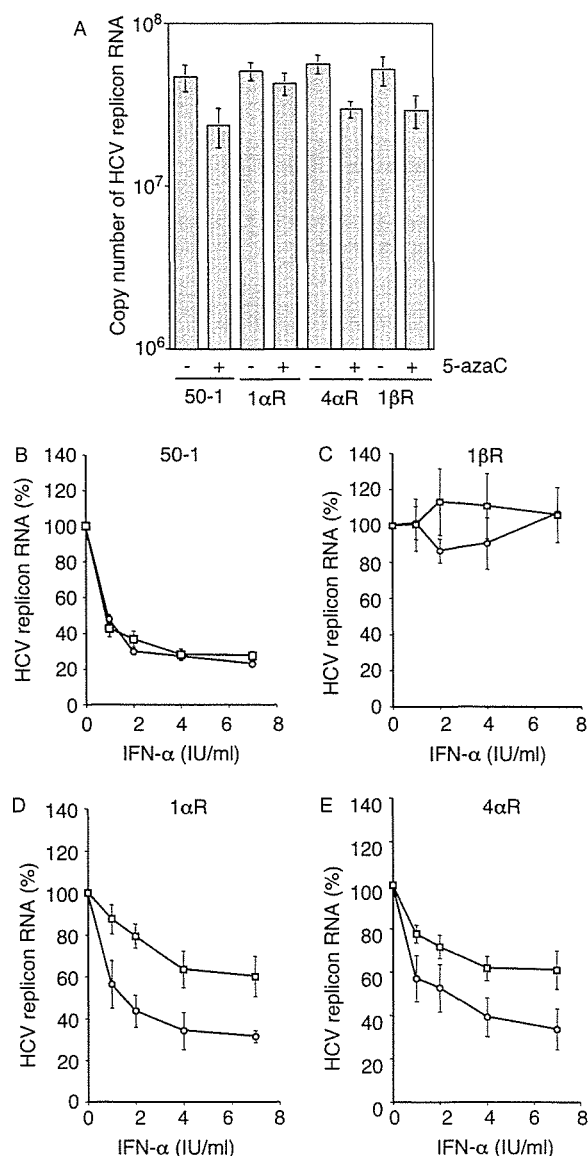 A
Copy number of HCV replicon RNA
10⁸
10⁷
10⁶
- + - + - + - + 5-azaC
50-1 1αR 4αR 1βR
B 50-1
HCV replicon RNA (%)
140
120
100
80
60
40
20
0
0 2 4 6 8
IFN-α (IU/ml)
C 1βR
HCV replicon RNA (%)
140
120
100
80
60
40
20
0
0 2 4 6 8
IFN-α (IU/ml)
D 1αR
HCV replicon RNA (%)
140
120
100
80
60
40
20
0
0 2 4 6 8
IFN-α (IU/ml)
E 4αR
HCV replicon RNA (%)
140
120
100
80
60
40
20
0
0 2 4 6 8
IFN-α (IU/ml)